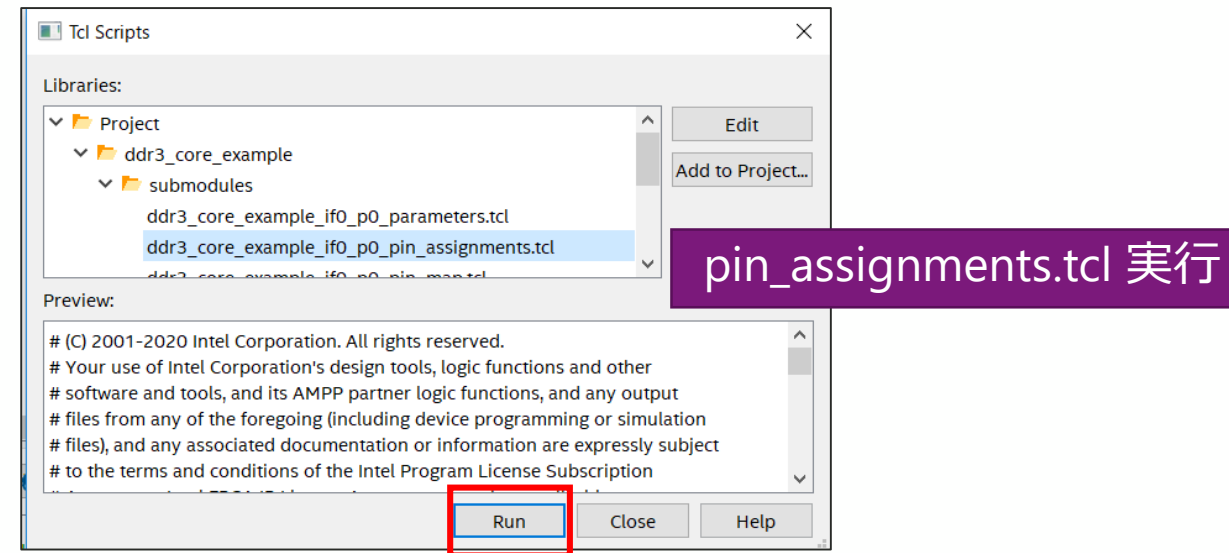 Tcl Scripts
Libraries:
Project
ddr3_core_example
submodules
ddr3_core_example_if0_p0_parameters.tcl
ddr3_core_example_if0_p0_pin_assignments.tcl
ddr3_core_example_if0_p0_pin_map.tcl
Edit
Add to Project...
pin_assignments.tcl 実行
Preview:
# (C) 2001-2020 Intel Corporation. All rights reserved.
# Your use of Intel Corporation's design tools, logic functions and other
# software and tools, and its AMPP partner logic functions, and any output
# files from any of the foregoing (including device programming or simulation
# files), and any associated documentation or information are expressly subject
# to the terms and conditions of the Intel Program License Subscription
Run
Close
Help